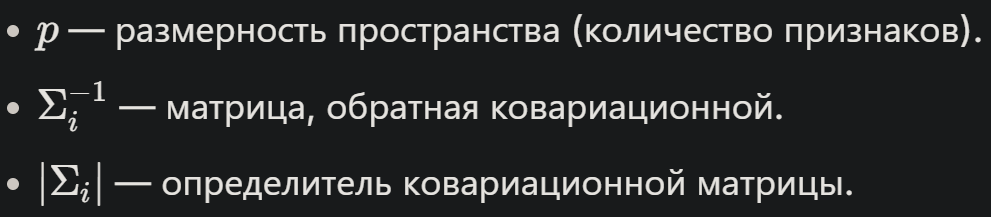 • p — размерность пространства (количество признаков).
• Σᵢ⁻¹ — матрица, обратная ковариационной.
• |Σᵢ| — определитель ковариационной матрицы.